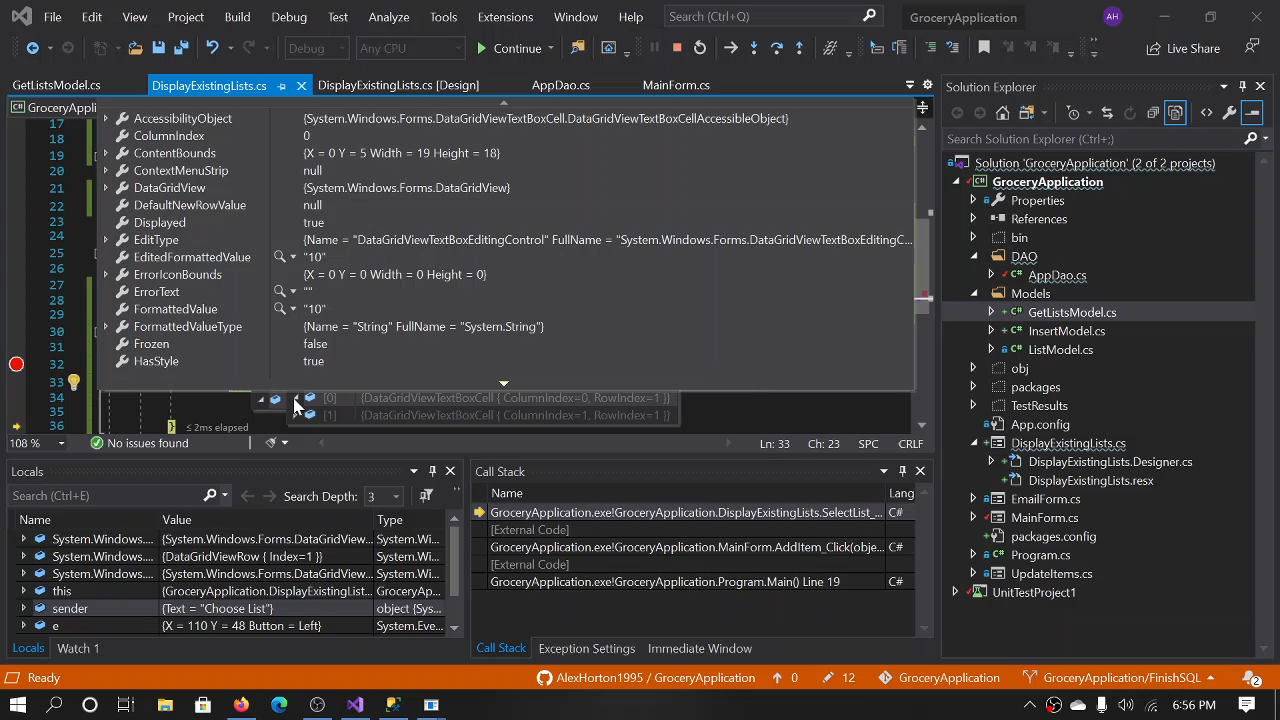 File Edit View Git Project Build Debug Test Analyze Tools Extensions Window Help Search (Ctrl+Q) GroceryApplication AH
Debug Any CPU Continue Live Share
GetListsModel.cs DisplayExistingLists.cs DisplayExistingLists.cs [Design] AppDao.cs MainForm.cs
GroceryAppli
17
18
19
20
21
22
23
24
25
26
27
28
29
30
31
32
33
34
35
36
AccessibilityObject {System.Windows.Forms.DataGridViewTextBoxCell.DataGridViewTextBoxCellAccessibleObject}
ColumnIndex 0
ContentBounds {X = 0 Y = 5 Width = 19 Height = 18}
ContextMenuStrip null
DataGridView {System.Windows.Forms.DataGridView}
DefaultNewRowValue null
Displayed true
EditType {Name = "DataGridViewTextBoxEditingControl" FullName = "System.Windows.Forms.DataGridViewTextBoxEditingC...
EditedFormattedValue "10"
ErrorIconBounds {X = 0 Y = 0 Width = 0 Height = 0}
ErrorText ""
FormattedValue "10"
FormattedValueType {Name = "String" FullName = "System.String"}
Frozen false
HasStyle true
[0] {DataGridViewTextBoxCell { ColumnIndex=0, RowIndex=1 }}
[1] {DataGridViewTextBoxCell { ColumnIndex=1, RowIndex=1 }}
} ≤ 2ms elapsed
108 % No issues found Ln: 33 Ch: 23 SPC CRLF
Locals
Search (Ctrl+E) Search Depth: 3
Name Value Type
System.Windows.... {System.Windows.Forms.DataGridView... System.Wi...
System.Windows.... {DataGridViewRow { Index=1 }} System.Wi...
System.Windows.... {System.Windows.Forms.DataGridView... System.Wi...
this {GroceryApplication.DisplayExistingList... GroceryAp...
sender {Text = "Choose List"} object {Sys...
e {X = 110 Y = 48 Button = Left} System.Eve...
Locals Watch 1
Call Stack
Name Lang
GroceryApplication.exe!GroceryApplication.DisplayExistingLists.SelectList_... C#
[External Code]
GroceryApplication.exe!GroceryApplication.MainForm.AddItem_Click(obje... C#
[External Code]
GroceryApplication.exe!GroceryApplication.Program.Main() Line 19 C#
Call Stack Exception Settings Immediate Window
Solution Explorer
Search Solution Explorer (Ctrl+;)
Solution 'GroceryApplication' (2 of 2 projects)
GroceryApplication
Properties
References
bin
DAO
AppDao.cs
Models
GetListsModel.cs
InsertModel.cs
ListModel.cs
obj
packages
TestResults
App.config
DisplayExistingLists.cs
DisplayExistingLists.Designer.cs
DisplayExistingLists.resx
EmailForm.cs
MainForm.cs
packages.config
Program.cs
UpdateItems.cs
UnitTestProject1
Ready AlexHorton1995 / GroceryApplication 0 12 GroceryApplication GroceryApplication/FinishSQL 2
6:56 PM